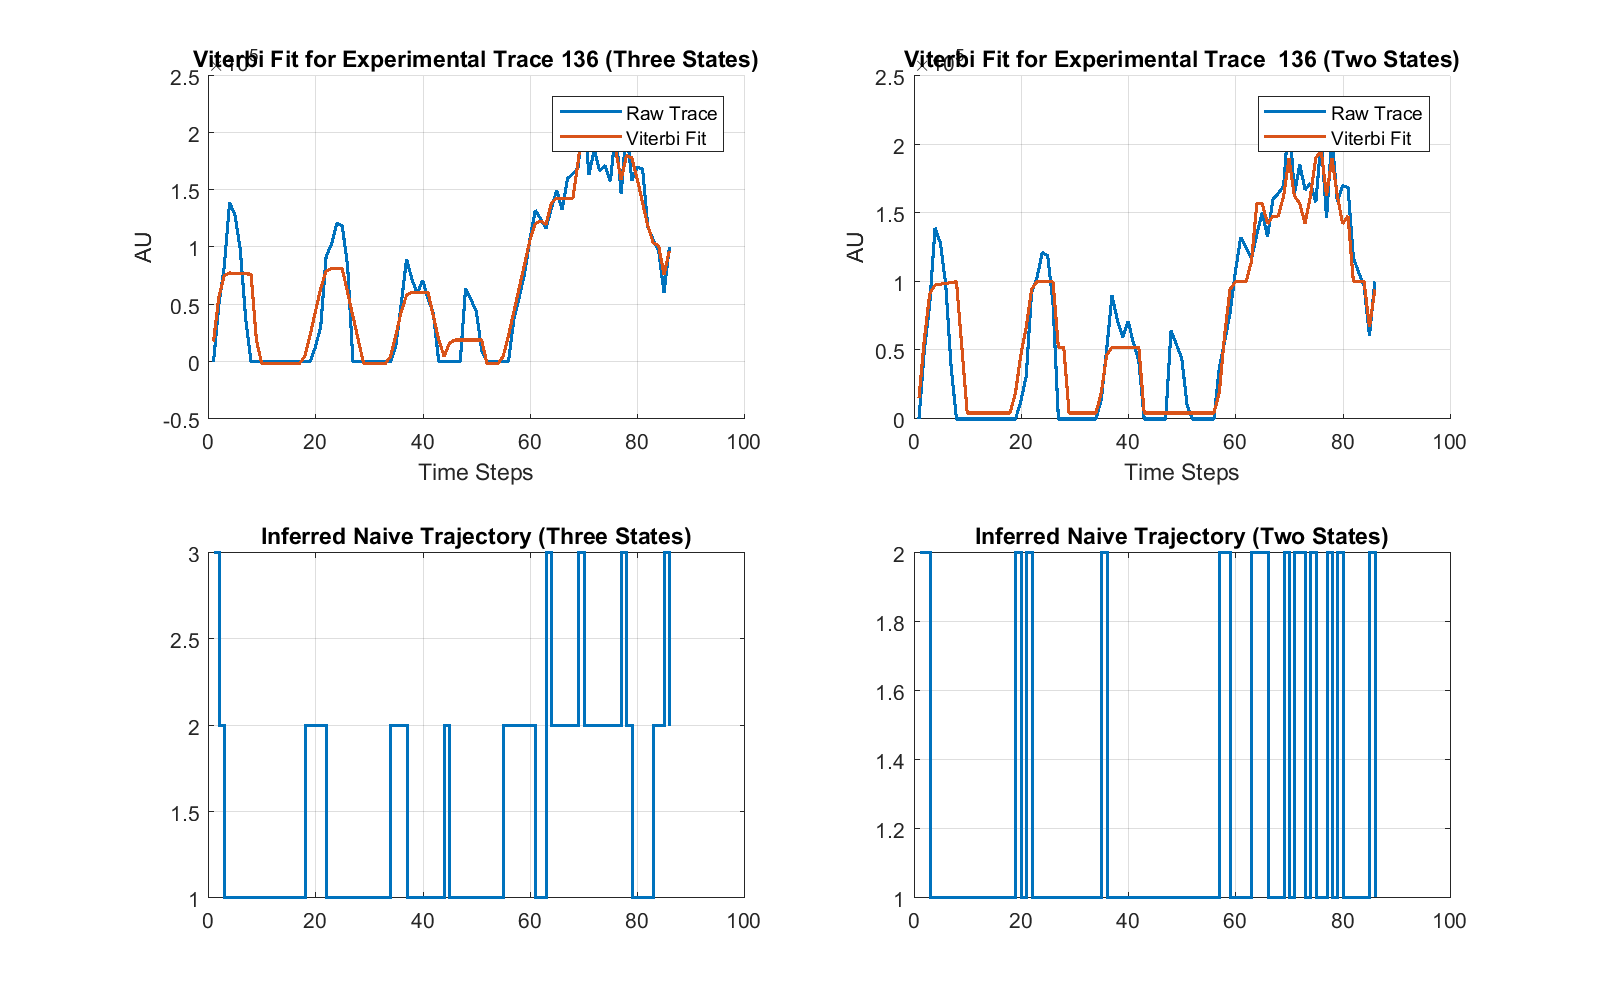 Viterbi Fit for Experimental Trace 136 (Three States)
×10^5
2.5
2
1.5
1
0.5
0
-0.5
AU
Raw Trace
Viterbi Fit
0 20 40 60 80 100
Time Steps
Viterbi Fit for Experimental Trace  136 (Two States)
×10^5
2.5
2
1.5
1
0.5
0
AU
Raw Trace
Viterbi Fit
0 20 40 60 80 100
Time Steps
Inferred Naive Trajectory (Three States)
3
2.5
2
1.5
1
0 20 40 60 80 100
Inferred Naive Trajectory (Two States)
2
1.8
1.6
1.4
1.2
1
0 20 40 60 80 100